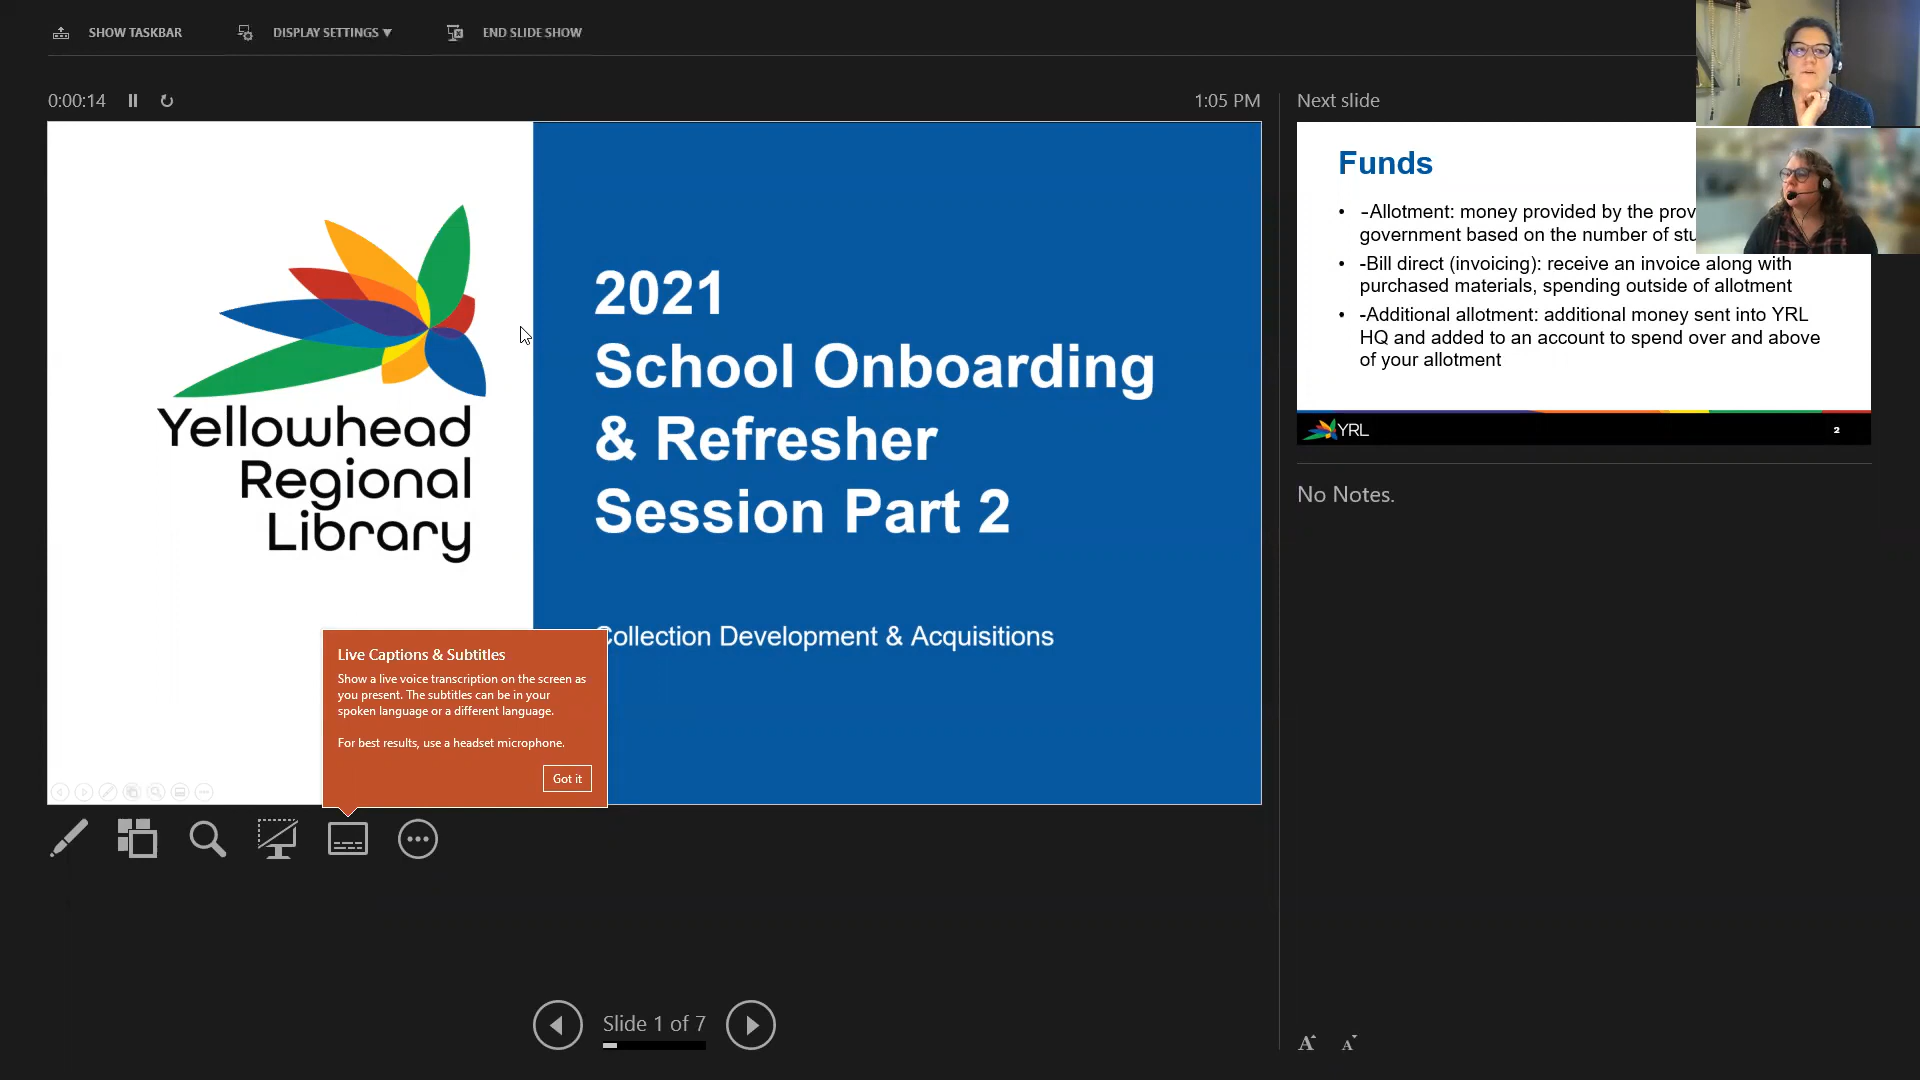 SHOW TASKBAR
DISPLAY SETTINGS ▼
END SLIDE SHOW
0:00:14
1:05 PM
Next slide
Yellowhead
Regional
Library
2021
School Onboarding
& Refresher
Session Part 2
Collection Development & Acquisitions
Live Captions & Subtitles
Show a live voice transcription on the screen as
you present. The subtitles can be in your
spoken language or a different language.
For best results, use a headset microphone.
Got it
Slide 1 of 7
Funds
• -Allotment: money provided by the
government based on the number of
• -Bill direct (invoicing): receive an invoice along with
purchased materials, spending outside of allotment
• -Additional allotment: additional money sent into YRL
HQ and added to an account to spend over and above
of your allotment
YRL
2
No Notes.
A A